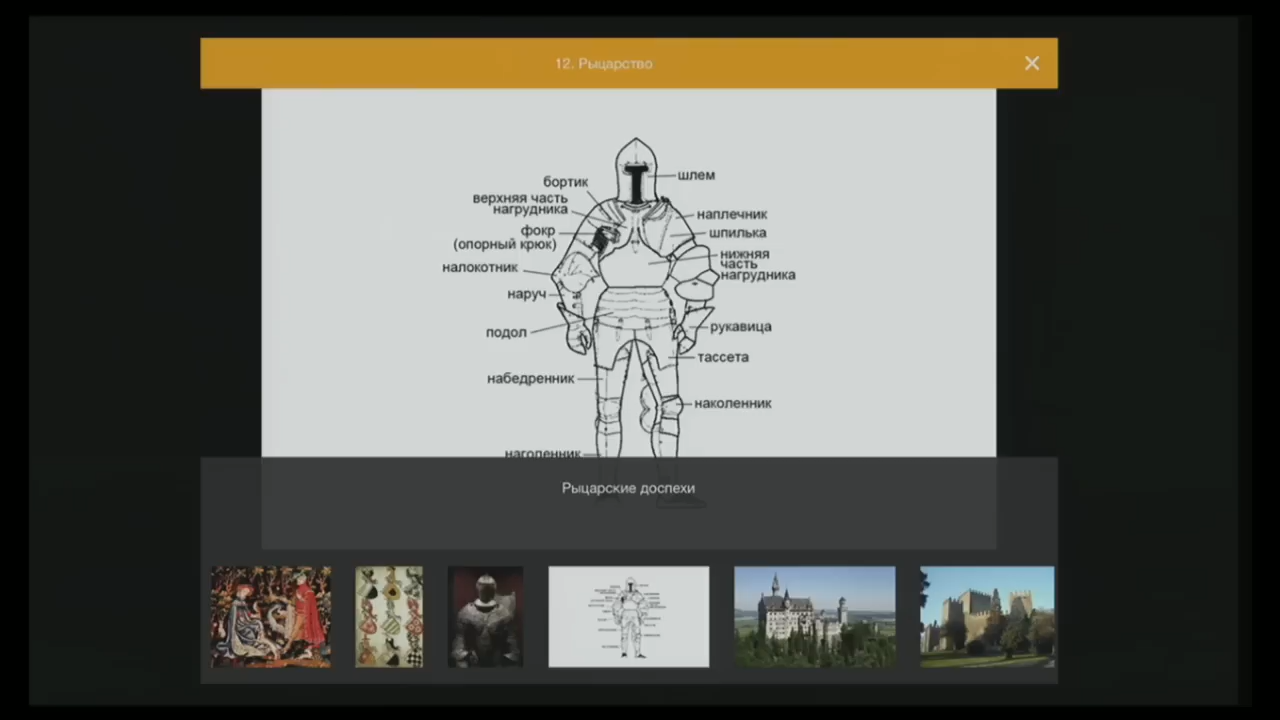 12. Рыцарство
бортик
верхняя часть
нагрудника
фокр
(опорный крюк)
налокотник
наруч
подол
набедренник
наголенник
шлем
наплечник
шпилька
нижняя
часть
нагрудника
рукавица
тассета
наколенник
Рыцарские доспехи